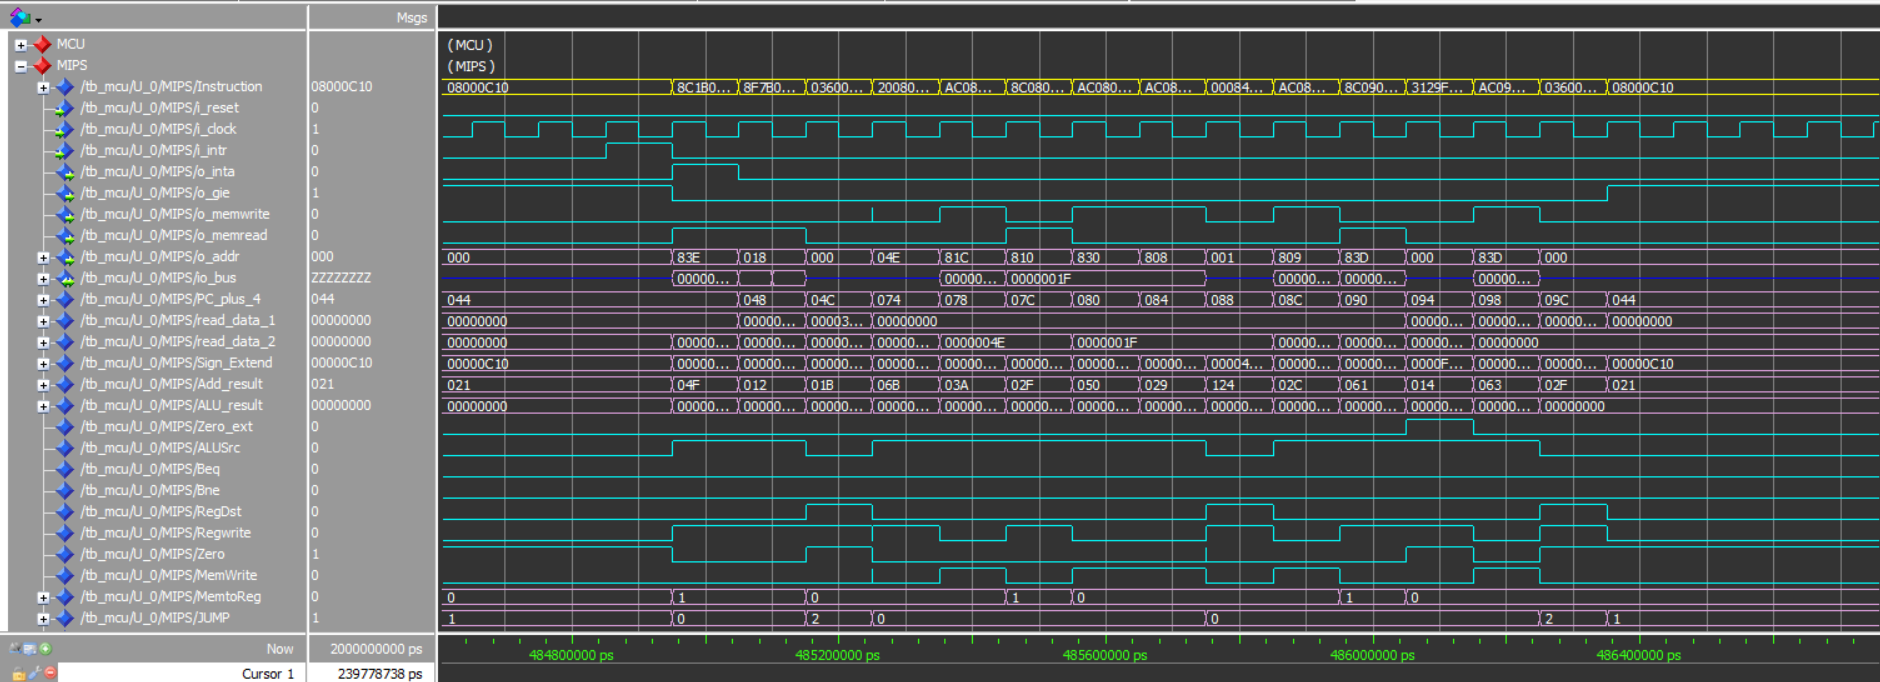 Msgs
MCU (MCU)
MIPS (MIPS)
/tb_mcu/U_0/MIPS/Instruction 08000C10 08000C10 8C1B0... 8F7B0... 03600... 20080... AC08... 8C080... AC080... AC08... 00084... AC08... 8C090... 3129F... AC09... 03600... 08000C10
/tb_mcu/U_0/MIPS/i_reset 0
/tb_mcu/U_0/MIPS/i_clock 1
/tb_mcu/U_0/MIPS/i_intr 0
/tb_mcu/U_0/MIPS/o_inta 0
/tb_mcu/U_0/MIPS/o_gie 1
/tb_mcu/U_0/MIPS/o_memwrite 0
/tb_mcu/U_0/MIPS/o_memread 0
/tb_mcu/U_0/MIPS/o_addr 000 000 83E 018 000 04E 81C 810 830 808 001 809 83D 000 83D 000
/tb_mcu/U_0/MIPS/io_bus ZZZZZZZZ 00000... 00000... 0000001F 00000... 00000... 00000...
/tb_mcu/U_0/MIPS/PC_plus_4 044 044 048 04C 074 078 07C 080 084 088 08C 090 094 098 09C 044
/tb_mcu/U_0/MIPS/read_data_1 00000000 00000000 00000... 00003... 00000000 00000... 00000... 00000... 00000000
/tb_mcu/U_0/MIPS/read_data_2 00000000 00000000 00000... 00000... 00000... 00000... 0000004E 0000001F 00000... 00000... 00000... 00000000
/tb_mcu/U_0/MIPS/Sign_Extend 00000C10 00000C10 00000... 00000... 00000... 00000... 00000... 00000... 00000... 00000... 00004... 00000... 00000... 0000F... 00000... 00000... 00000C10
/tb_mcu/U_0/MIPS/Add_result 021 021 04F 012 01B 06B 03A 02F 050 029 124 02C 061 014 063 02F 021
/tb_mcu/U_0/MIPS/ALU_result 00000000 00000000 00000... 00000... 00000... 00000... 00000... 00000... 00000... 00000... 00000... 00000... 00000... 00000... 00000... 00000000
/tb_mcu/U_0/MIPS/Zero_ext 0
/tb_mcu/U_0/MIPS/ALUSrc 0
/tb_mcu/U_0/MIPS/Beq 0
/tb_mcu/U_0/MIPS/Bne 0
/tb_mcu/U_0/MIPS/RegDst 0
/tb_mcu/U_0/MIPS/Regwrite 0
/tb_mcu/U_0/MIPS/Zero 1
/tb_mcu/U_0/MIPS/MemWrite 0
/tb_mcu/U_0/MIPS/MemtoReg 0 0 1 0 1 0 1 0
/tb_mcu/U_0/MIPS/JUMP 1 1 0 2 0 0 2 1
Now 2000000000 ps 484800000 ps 485200000 ps 485600000 ps 486000000 ps 486400000 ps
Cursor 1 239778738 ps